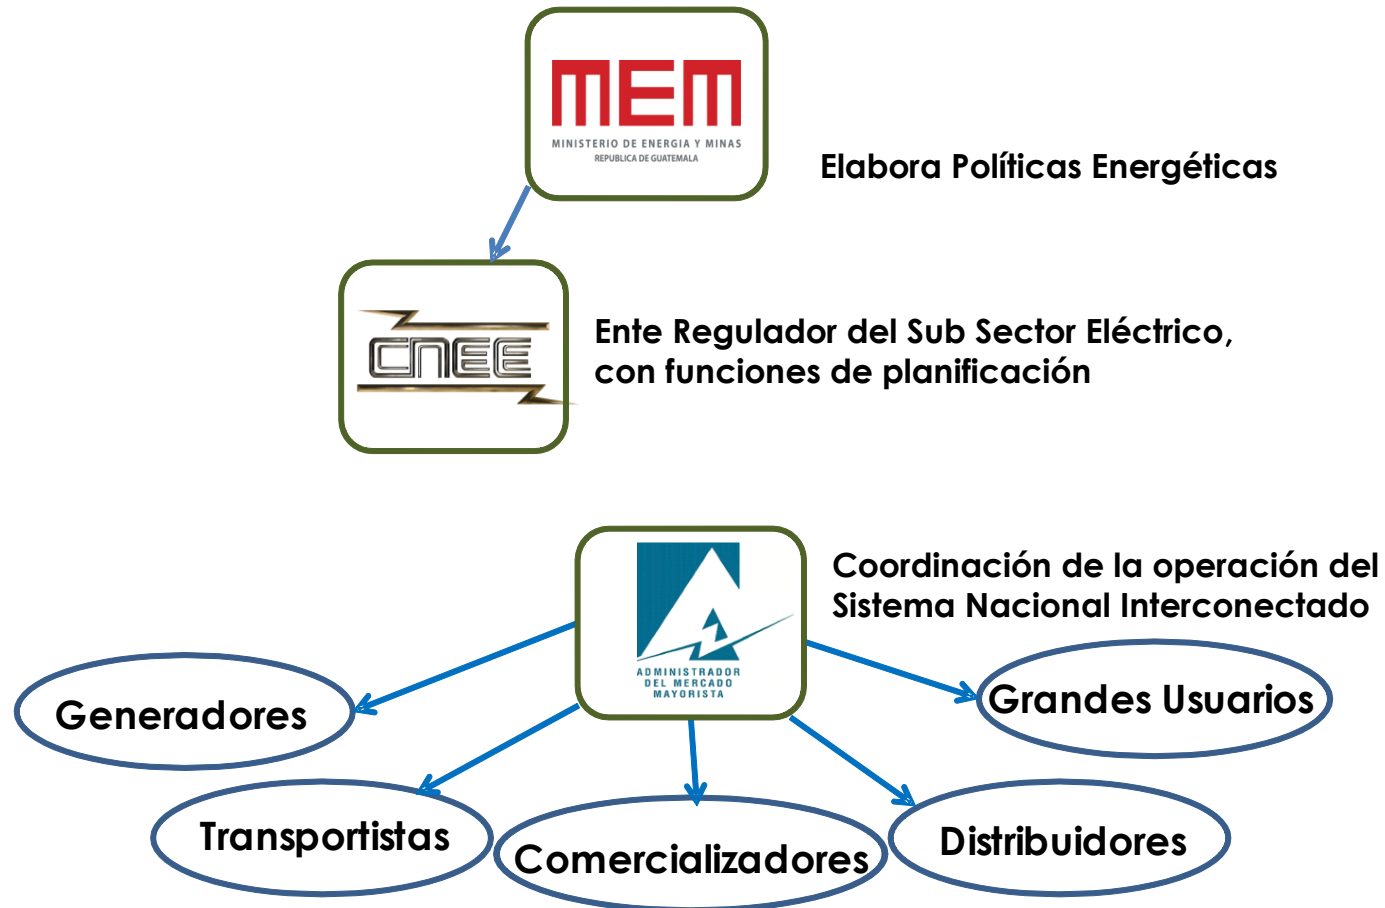 MEM
MINISTERIO DE ENERGIA Y MINAS
REPUBLICA DE GUATEMALA
Elabora Políticas Energéticas
CNEE
Ente Regulador del Sub Sector Eléctrico,
con funciones de planificación
Coordinación de la operación del
Sistema Nacional Interconectado
ADMINISTRADOR
DEL MERCADO
MAYORISTA
Generadores
Grandes Usuarios
Transportistas
Comercializadores
Distribuidores